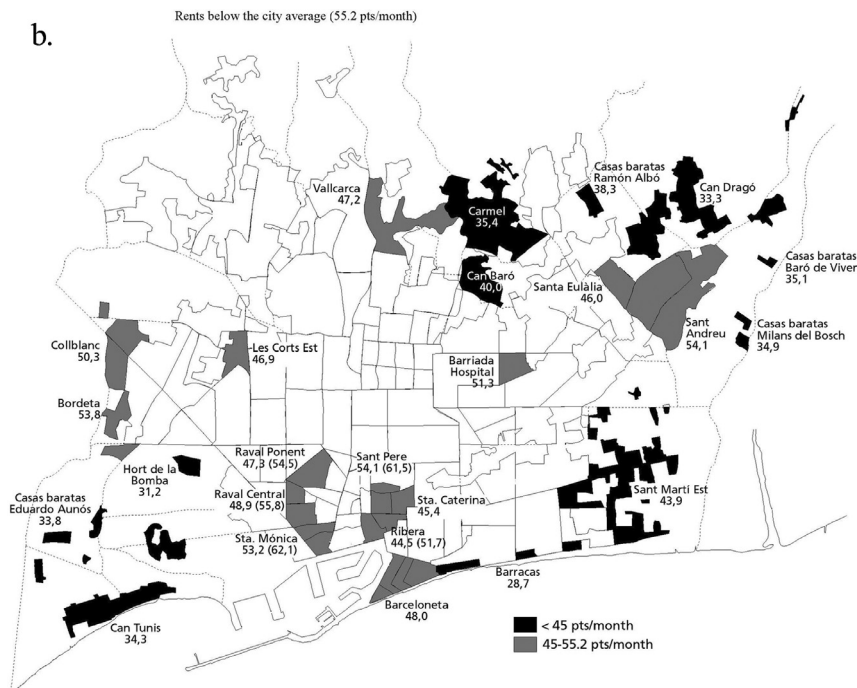 Rents below the city average (55.2 pts/month)
b.
Vallcarca
47,2
Carmel
35,4
Casas baratas
Ramón Albó
38,3
Can Dragó
33,3
Can Baró
40,0
Santa Eulàlia
46,0
Casas baratas
Baró de Viver
35,1
Sant
Andreu
54,1
Casas baratas
Milans del Bosch
34,9
Collblanc
50,3
Les Corts Est
46,9
Barriada
Hospital
51,3
Bordeta
53,8
Raval Ponent
47,3 (54,5)
Sant Pere
54,1 (61,5)
Hort de la
Bomba
31,2
Raval Central
48,9 (55,8)
Sta. Caterina
45,4
Sant Martí Est
43,9
Casas baratas
Eduardo Aunós
33,8
Sta. Mónica
53,2 (62,1)
Ribera
44,5 (51,7)
Barracas
28,7
Barceloneta
48,0
Can Tunis
34,3
< 45 pts/month
45-55.2 pts/month